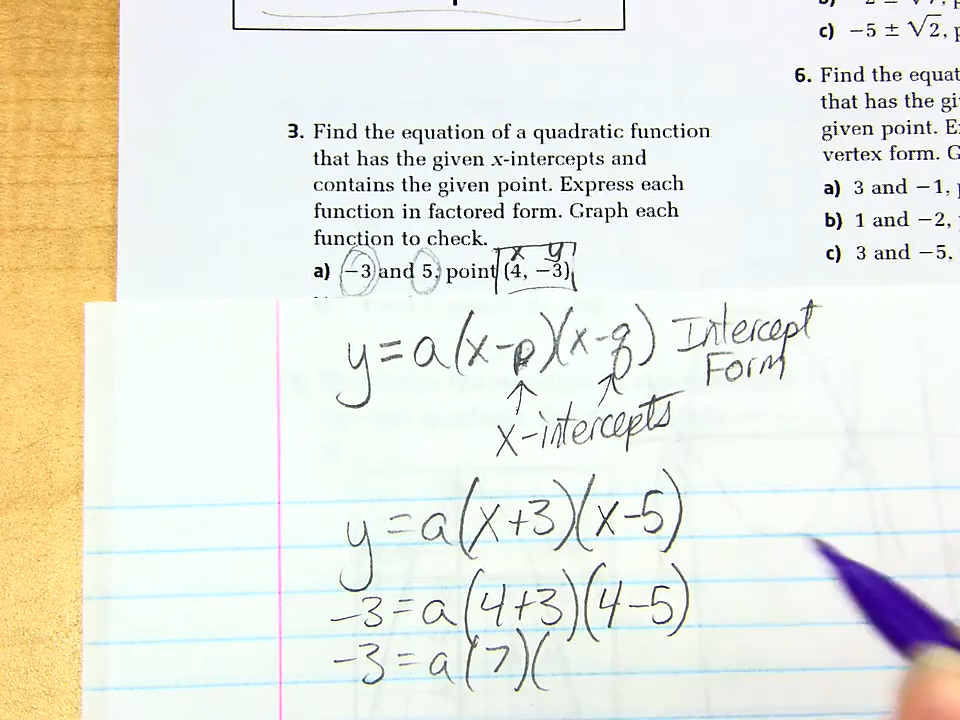 c) −5 ± √2, p
3. Find the equation of a quadratic function
that has the given x-intercepts and
contains the given point. Express each
function in factored form. Graph each
function to check.
x y
a) −3 and 5, point (4, −3)
6. Find the equat
that has the gi
given point. E
vertex form. G
a) 3 and −1, p
b) 1 and −2,
c) 3 and −5,
y = a(x−p)(x−q) Intercept
Form
x-intercepts
y = a(x+3)(x−5)
−3 = a(4+3)(4−5)
−3 = a(7)(